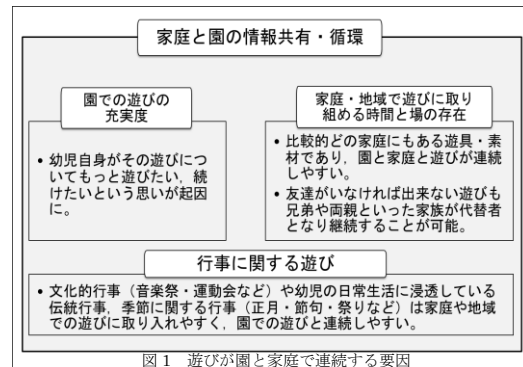 家庭と園の情報共有・循環
園での遊びの
充実度
• 幼児自身がその遊びについ
てもっと遊びたい，続
けたいという思いが起因
に。
家庭・地域で遊びに取り
組める時間と場の存在
• 比較的どの家庭にもある遊具・素
材であり，園と家庭と遊びが連続
しやすい。
• 友達がいなければ出来ない遊びも
兄弟や両親といった家族が代替者
となり継続することが可能。
行事に関する遊び
• 文化的行事（音楽祭・運動会など）や幼児の日常生活に浸透している
伝統行事，季節に関する行事（正月・節句・祭りなど）は家庭や地域
での遊びに取り入れやすく，園での遊びと連続しやすい。
図 1　遊びが園と家庭で連続する要因